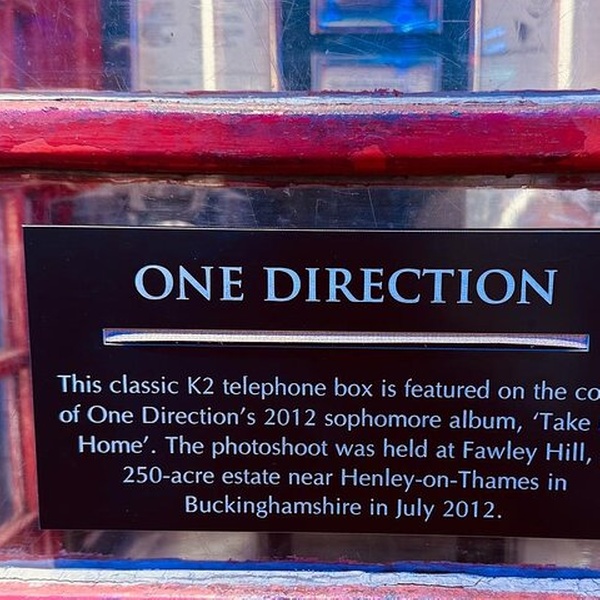 ONE DIRECTION
This classic K2 telephone box is featured on the co
of One Direction's 2012 sophomore album, 'Take
Home'. The photoshoot was held at Fawley Hill,
250-acre estate near Henley-on-Thames in
Buckinghamshire in July 2012.